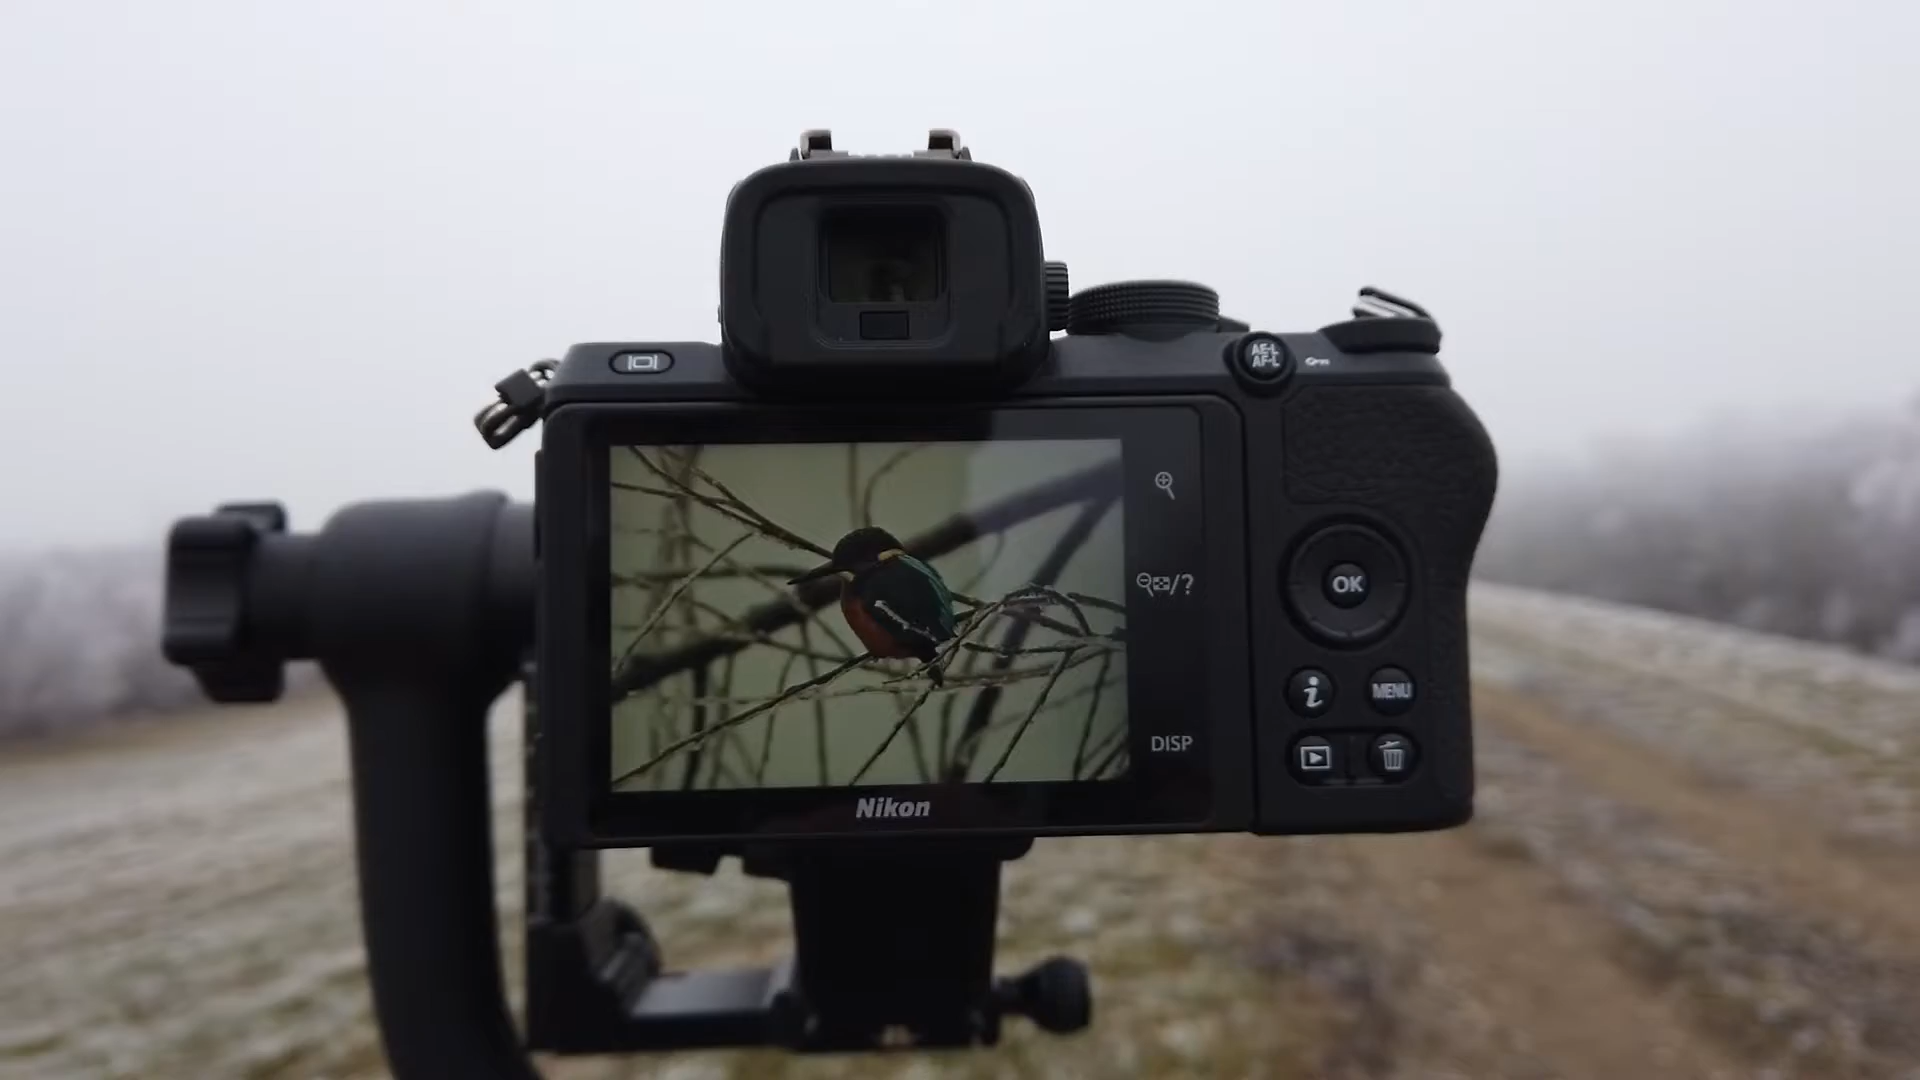 AE-L
AF-L
OK
?
i
MENU
DISP
Nikon